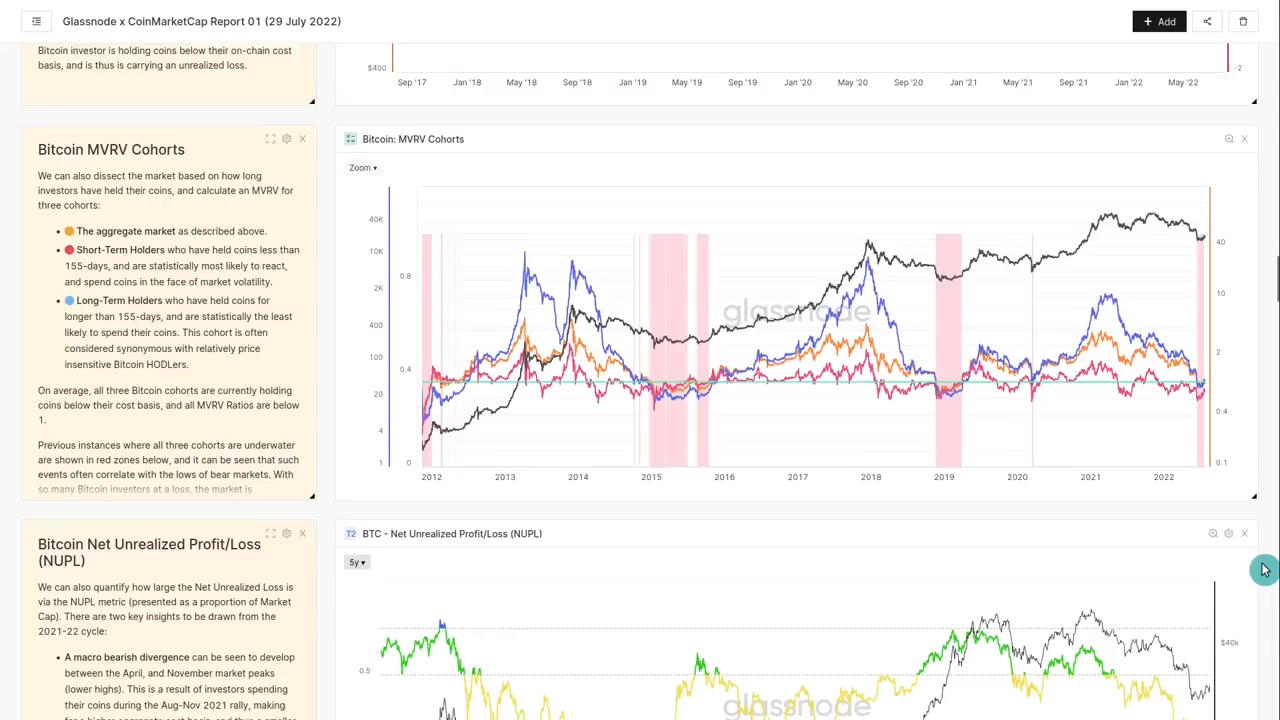 Glassnode x CoinMarketCap Report 01 (29 July 2022)
+ Add
Bitcoin investor is holding coins below their on-chain cost
basis, and is thus is carrying an unrealized loss.
$400
-2
Sep '17 Jan '18 May '18 Sep '18 Jan '19 May '19 Sep '19 Jan '20 May '20 Sep '20 Jan '21 May '21 Sep '21 Jan '22 May '22
Bitcoin MVRV Cohorts
We can also dissect the market based on how long
investors have held their coins, and calculate an MVRV for
three cohorts:
• The aggregate market as described above.
• Short-Term Holders who have held coins less than
155-days, and are statistically most likely to react,
and spend coins in the face of market volatility.
• Long-Term Holders who have held coins for
longer than 155-days, and are statistically the least
likely to spend their coins. This cohort is often
considered synonymous with relatively price
insensitive Bitcoin HODLers.
On average, all three Bitcoin cohorts are currently holding
coins below their cost basis, and all MVRV Ratios are below
1.
Previous instances where all three cohorts are underwater
are shown in red zones below, and it can be seen that such
events often correlate with the lows of bear markets. With
so many Bitcoin investors at a loss, the market is
Bitcoin: MVRV Cohorts
Zoom ▾
40K
10K
2K
400
100
20
4
1
0.8
0.4
0
glassnode
40
10
2
0.4
0.1
2012 2013 2014 2015 2016 2017 2018 2019 2020 2021 2022
Bitcoin Net Unrealized Profit/Loss
(NUPL)
We can also quantify how large the Net Unrealized Loss is
via the NUPL metric (presented as a proportion of Market
Cap). There are two key insights to be drawn from the
2021-22 cycle:
• A macro bearish divergence can be seen to develop
between the April, and November market peaks
(lower highs). This is a result of investors spending
their coins during the Aug-Nov 2021 rally, making
for a higher aggregate cost basis, and thus a smaller
T2 BTC - Net Unrealized Profit/Loss (NUPL)
5y ▾
0.5
$40k
glassnode